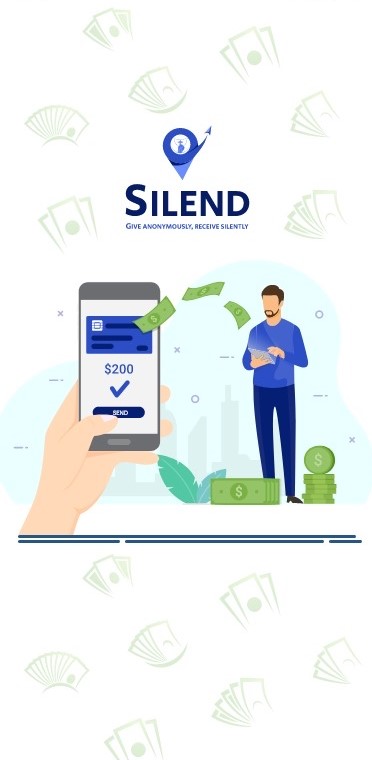 SILEND
GIVE ANONYMOUSLY, RECEIVE SILENTLY
$200
SEND
$
$
$